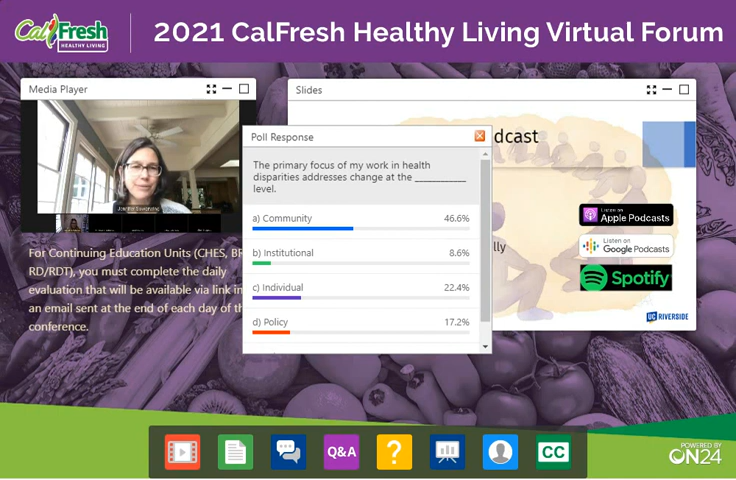 CalFresh
HEALTHY LIVING
2021 CalFresh Healthy Living Virtual Forum
Media Player
Slides
For Continuing Education Units (CHES,
RD/RDT), you must complete the daily
evaluation that will be available via link in
an email sent at the end of each day of
conference.
Poll Response
The primary focus of my work in health
disparities addresses change at the ____________
level.
a) Community 46.6%
b) Institutional 8.6%
c) Individual 22.4%
d) Policy 17.2%
dcast
lly
Listen on
Apple Podcasts
Listen on
Google Podcasts
Spotify
UC RIVERSIDE
Q&A
?
CC
POWERED BY
ON24